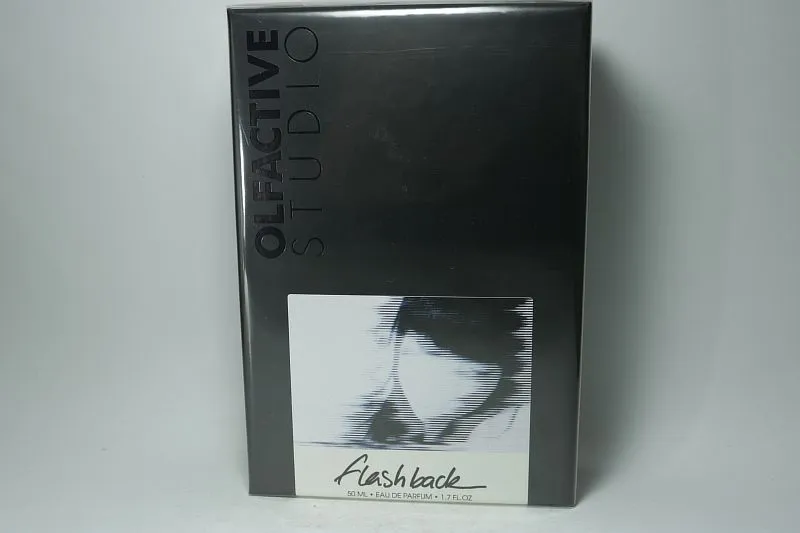 OLFACTIVE
STUDIO
flashback
50 ML • EAU DE PARFUM • 1.7 FL.OZ